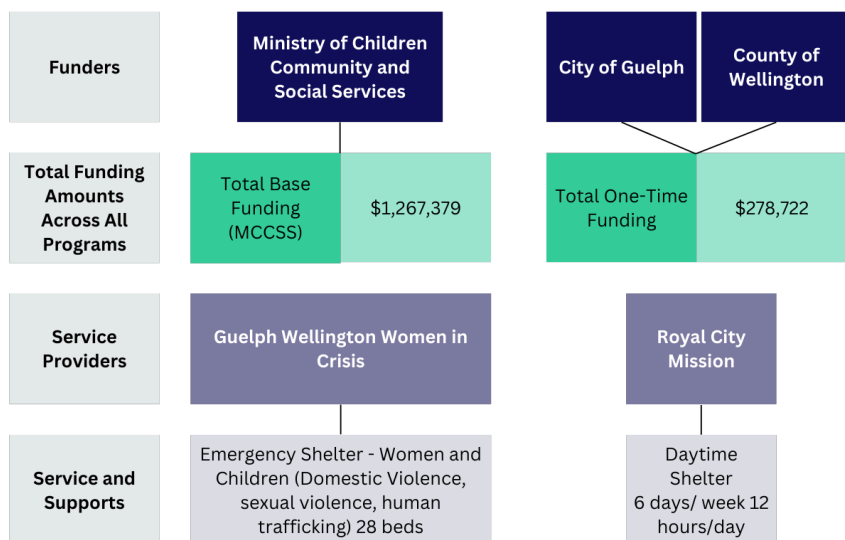 Funders
Ministry of Children
Community and
Social Services
City of Guelph
County of
Wellington
Total Funding
Amounts
Across All
Programs
Total Base
Funding
(MCCSS)
$1,267,379
Total One-Time
Funding
$278,722
Service
Providers
Guelph Wellington Women in
Crisis
Royal City
Mission
Service and
Supports
Emergency Shelter - Women and
Children (Domestic Violence,
sexual violence, human
trafficking) 28 beds
Daytime
Shelter
6 days/ week 12
hours/day